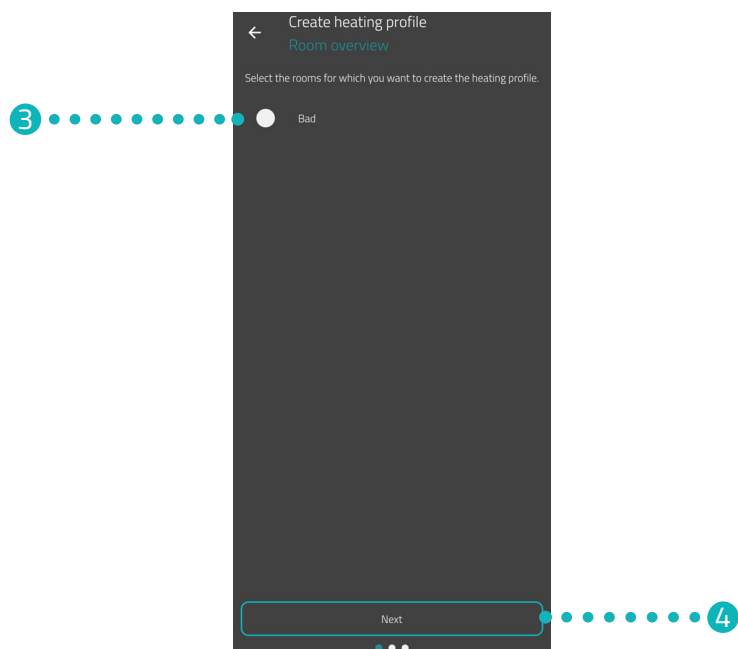 Create heating profile
Room overview
Select the rooms for which you want to create the heating profile.
3
Bad
Next
4